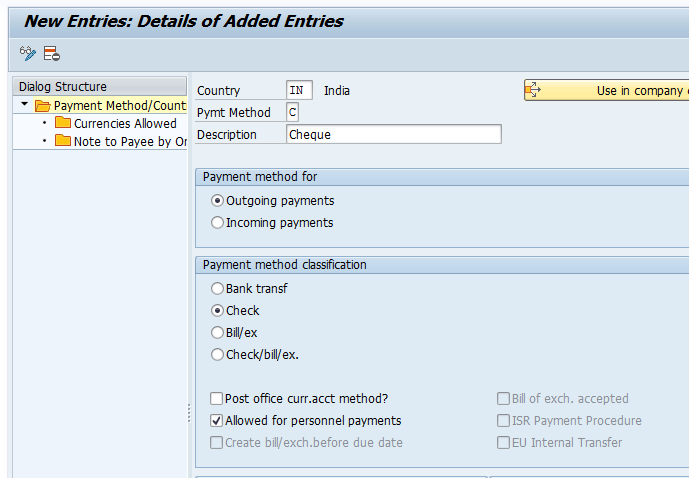 New Entries: Details of Added Entries
Dialog Structure
Payment Method/Count
Currencies Allowed
Note to Payee by Or
Country IN India
Use in company
Pymt Method C
Description Cheque
Payment method for
Outgoing payments
Incoming payments
Payment method classification
Bank transf
Check
Bill/ex
Check/bill/ex.
Post office curr.acct method? Bill of exch. accepted
Allowed for personnel payments ISR Payment Procedure
Create bill/exch.before due date EU Internal Transfer